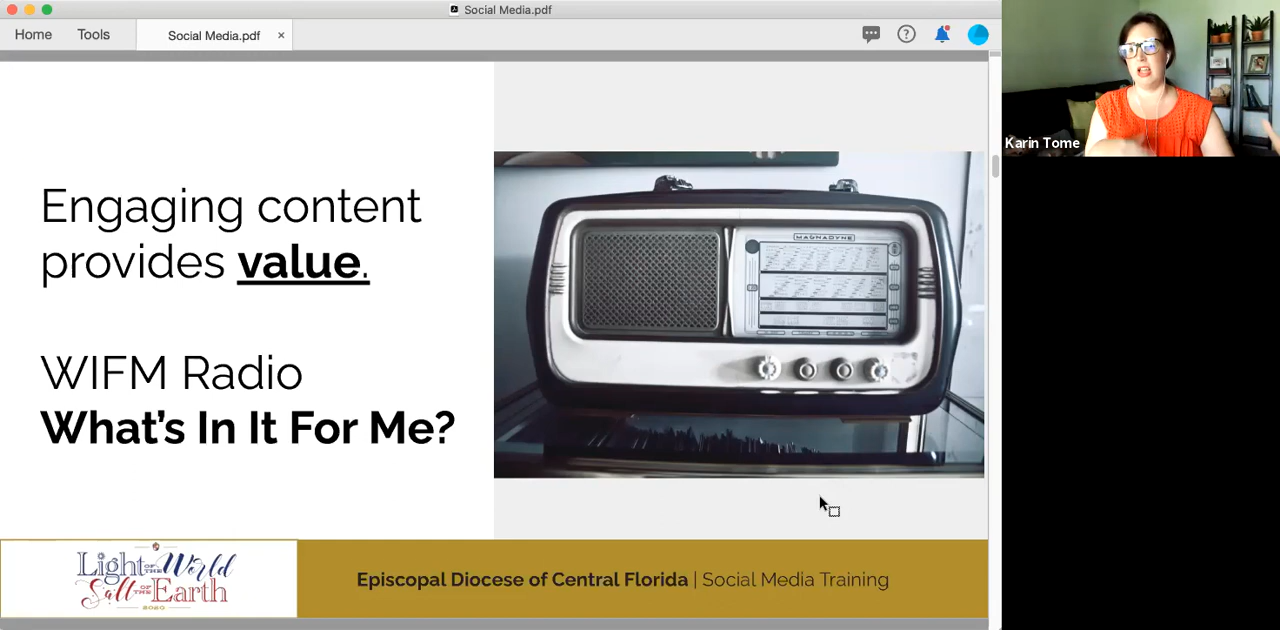 Social Media.pdf
Home
Tools
Social Media.pdf
Karin Tome
Engaging content
provides value.
WIFM Radio
What's In It For Me?
MAGNADYNE
Light OF THE World
Salt OF THE Earth
2020
Episcopal Diocese of Central Florida | Social Media Training